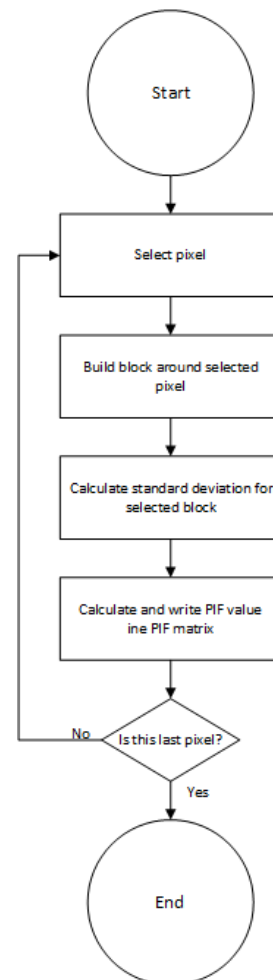 Start
Select pixel
Build block around selected
pixel
Calculate standard deviation for
selected block
Calculate and write PIF value
ine PIF matrix
Is this last pixel?
No
Yes
End